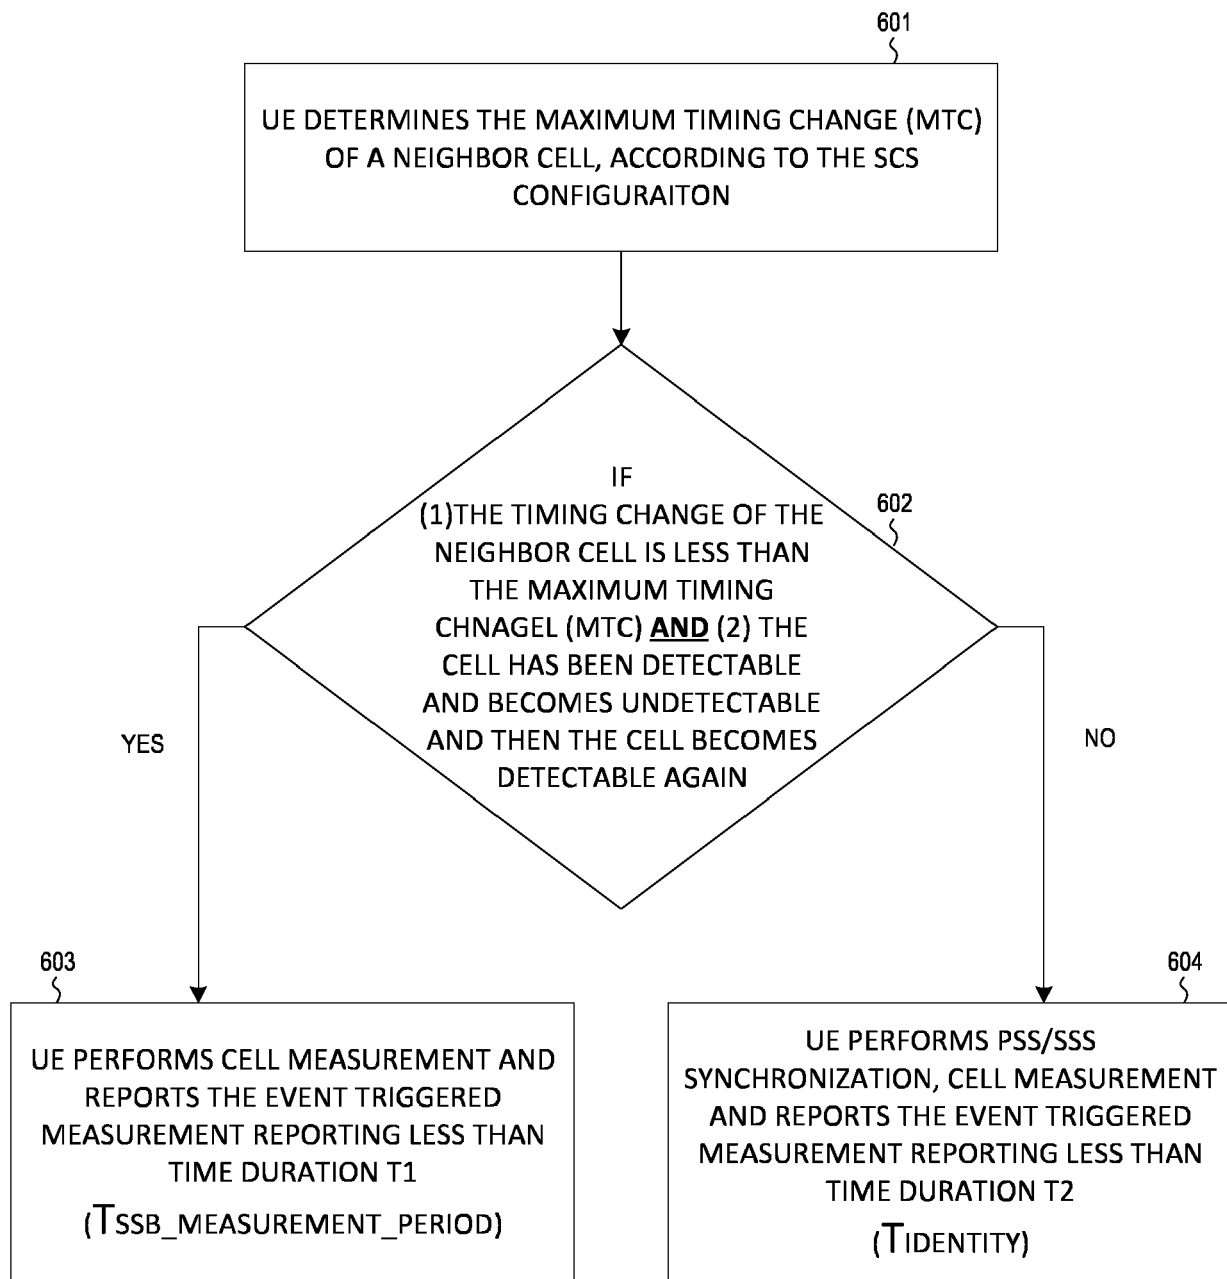 601
UE DETERMINES THE MAXIMUM TIMING CHANGE (MTC)
OF A NEIGHBOR CELL, ACCORDING TO THE SCS
CONFIGURAITON
IF
(1)THE TIMING CHANGE OF THE
NEIGHBOR CELL IS LESS THAN
THE MAXIMUM TIMING
CHNAGEL (MTC) AND (2) THE
CELL HAS BEEN DETECTABLE
AND BECOMES UNDETECTABLE
AND THEN THE CELL BECOMES
DETECTABLE AGAIN
602
YES
NO
603
UE PERFORMS CELL MEASUREMENT AND
REPORTS THE EVENT TRIGGERED
MEASUREMENT REPORTING LESS THAN
TIME DURATION T1
(TSSB_MEASUREMENT_PERIOD)
604
UE PERFORMS PSS/SSS
SYNCHRONIZATION, CELL MEASUREMENT
AND REPORTS THE EVENT TRIGGERED
MEASUREMENT REPORTING LESS THAN
TIME DURATION T2
(TIDENTITY)